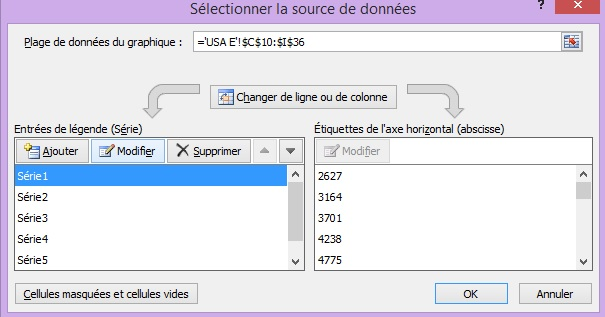 Sélectionner la source de données
? ×
Plage de données du graphique : ='USA E'!$C$10:$I$36
Changer de ligne ou de colonne
Entrées de légende (Série)
Étiquettes de l'axe horizontal (abscisse)
Ajouter Modifier Supprimer
Modifier
Série1
2627
Série2
3164
Série3
3701
Série4
4238
Série5
4775
Cellules masquées et cellules vides
OK Annuler